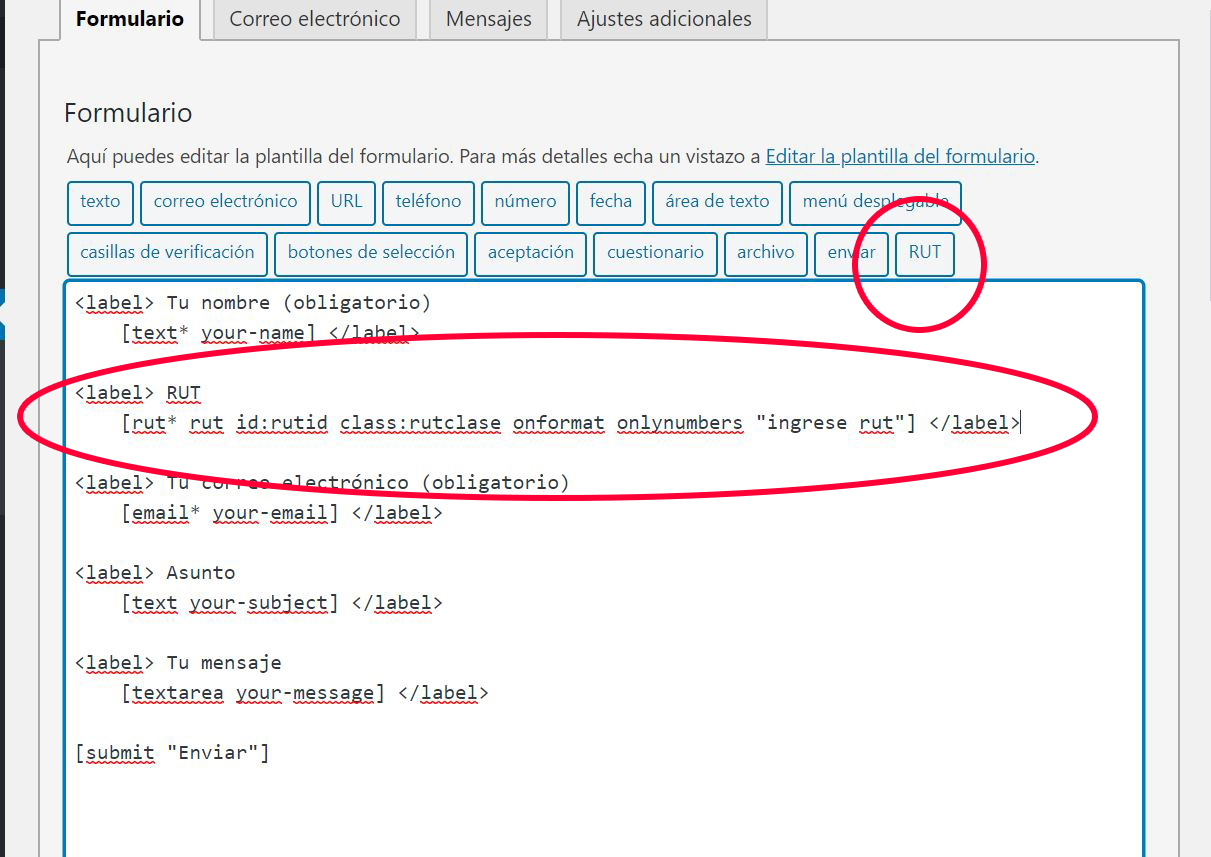 Formulario Correo electrónico Mensajes Ajustes adicionales
Formulario
Aquí puedes editar la plantilla del formulario. Para más detalles echa un vistazo a Editar la plantilla del formulario.
texto correo electrónico URL teléfono número fecha área de texto menú desplegable
casillas de verificación botones de selección aceptación cuestionario archivo enviar RUT
<label> Tu nombre (obligatorio)
[text* your-name] </label>
<label> RUT
[rut* rut id:rutid class:rutclase onformat onlynumbers "ingrese rut"] </label>
<label> Tu correo electrónico (obligatorio)
[email* your-email] </label>
<label> Asunto
[text your-subject] </label>
<label> Tu mensaje
[textarea your-message] </label>
[submit "Enviar"]